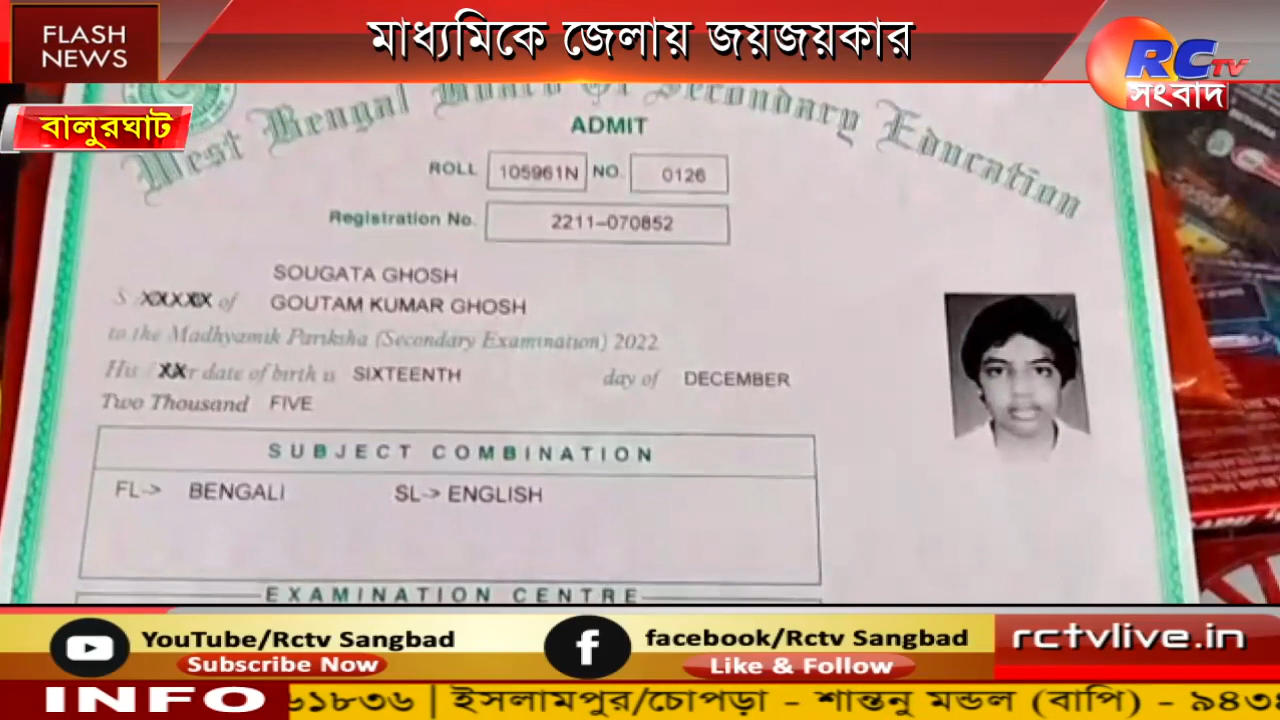 FLASH
NEWS
মাধ্যমিকে জেলায় জয়জয়কার
RCTV
সংবাদ
বালুরঘাট
West Bengal Board Of Secondary Education
ADMIT
ROLL 105961N NO. 0126
Registration No. 2211-070852
SOUGATA GHOSH
S XXXXX of GOUTAM KUMAR GHOSH
to the Madhyamik Pariksha (Secondary Examination) 2022
His / XXr date of birth is SIXTEENTH day of DECEMBER
Two Thousand FIVE
SUBJECT COMBINATION
FL-> BENGALI SL-> ENGLISH
EXAMINATION CENTRE
YouTube/Rctv Sangbad
Subscribe Now
facebook/Rctv Sangbad
Like & Follow
rctvlive.in
INFO ৬১৮৩৬ | ইসলামপুর/চোপড়া - শান্তনু মন্ডল (বাপি) - ৯৪৩